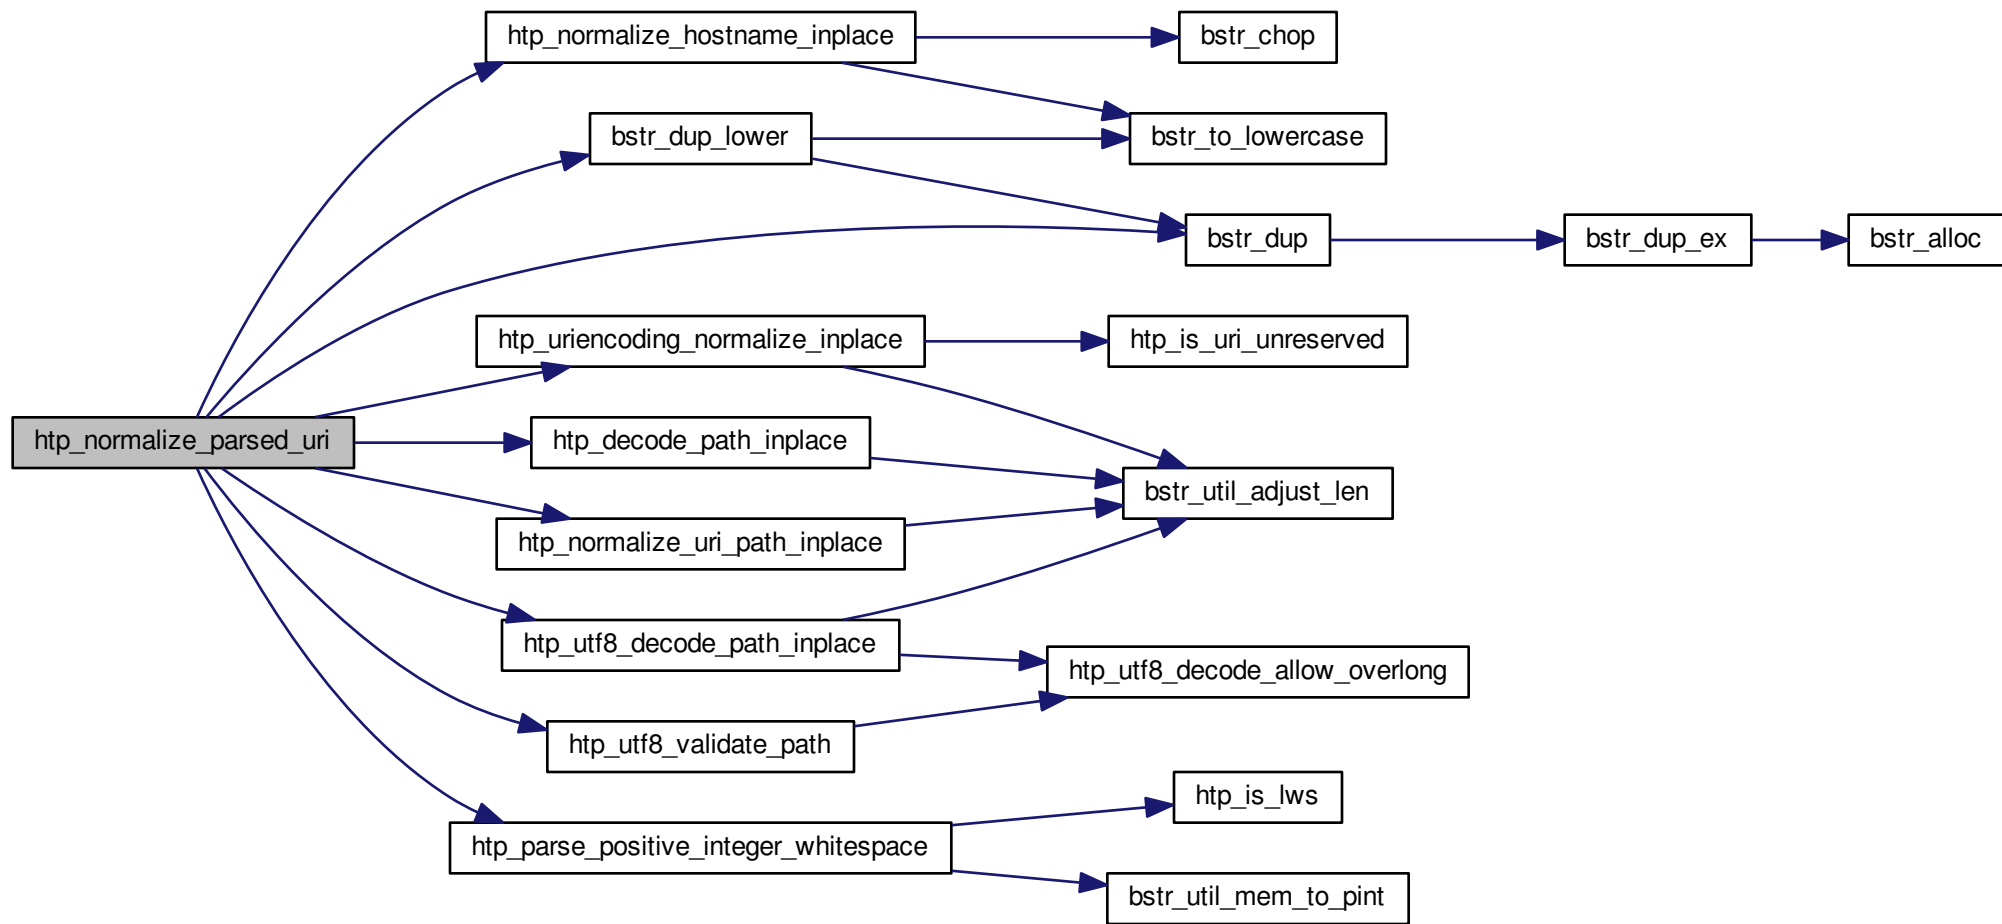 htp_normalize_hostname_inplace
bstr_chop
bstr_dup_lower
bstr_to_lowercase
bstr_dup
bstr_dup_ex
bstr_alloc
htp_uriencoding_normalize_inplace
htp_is_uri_unreserved
htp_normalize_parsed_uri
htp_decode_path_inplace
bstr_util_adjust_len
htp_normalize_uri_path_inplace
htp_utf8_decode_path_inplace
htp_utf8_decode_allow_overlong
htp_utf8_validate_path
htp_is_lws
htp_parse_positive_integer_whitespace
bstr_util_mem_to_pint